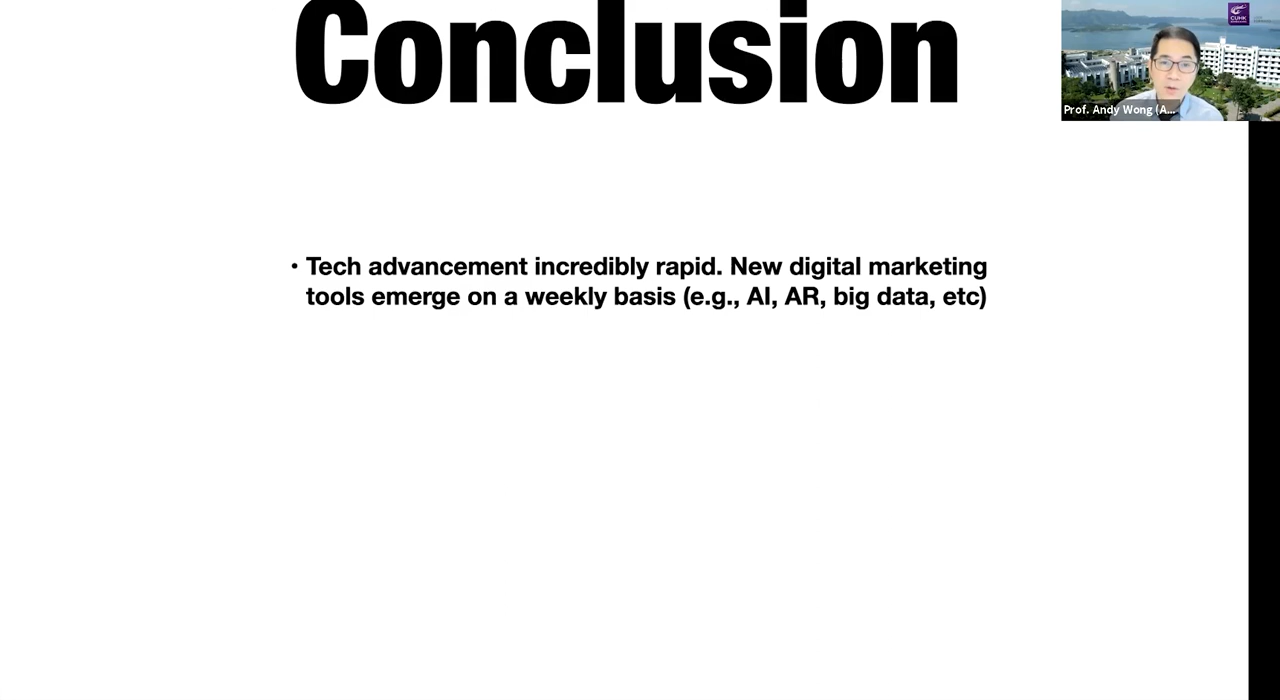 Conclusion
• Tech advancement incredibly rapid. New digital marketing
tools emerge on a weekly basis (e.g., AI, AR, big data, etc)
CUHK
Prof. Andy Wong (A...